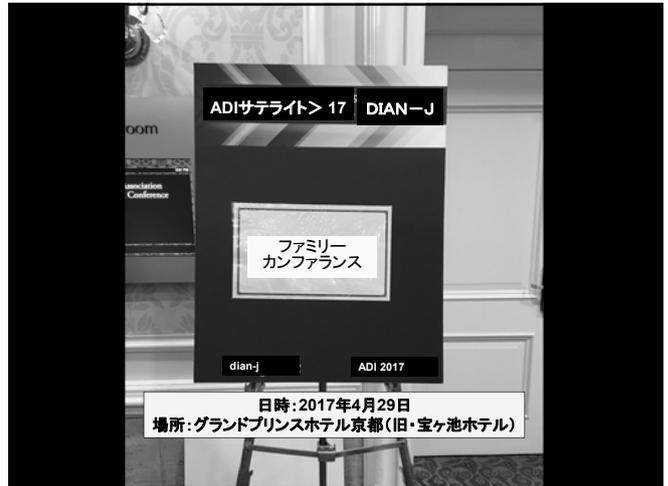 ADIサテライト＞ 17
DIAN－J
oom
ssociation
Conference
ファミリー
カンファランス
dian-j
ADI 2017
日時：2017年4月29日
場所：グランドプリンスホテル京都（旧・宝ヶ池ホテル）